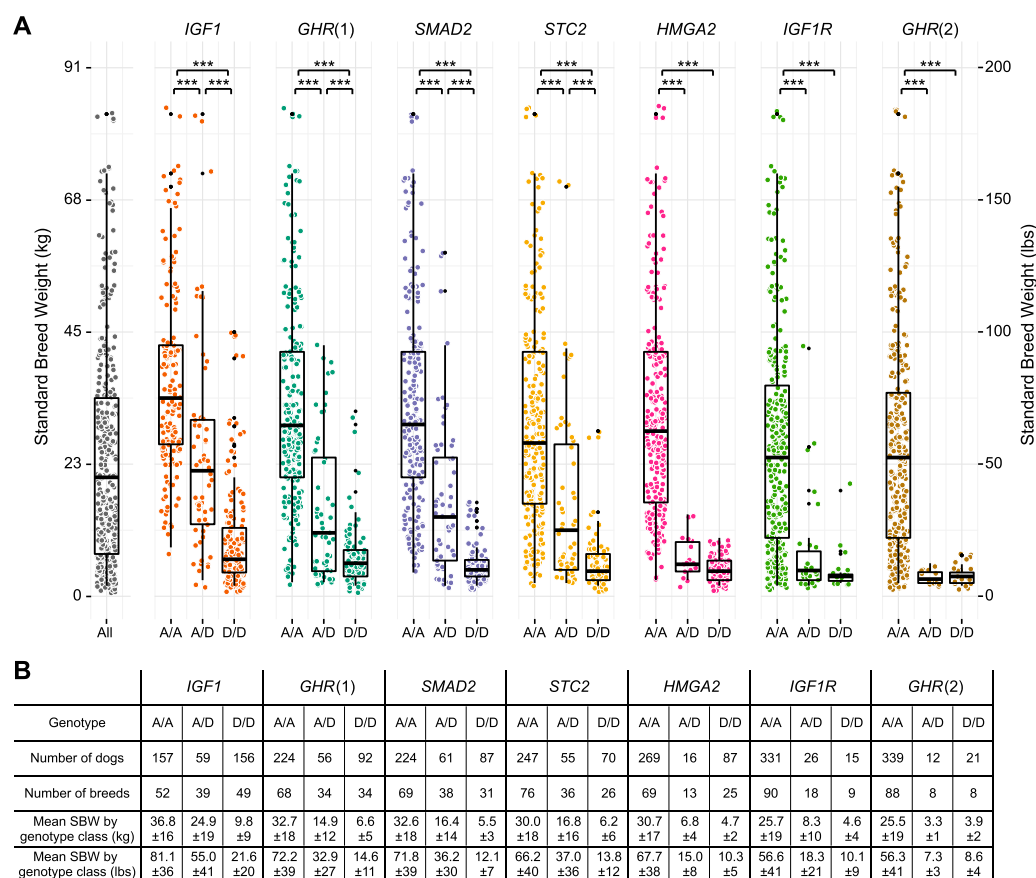 A
IGF1 GHR(1) SMAD2 STC2 HMGA2 IGF1R GHR(2)
*** *** *** *** *** *** ***
*** *** *** *** *** *** *** *** *** *** ***
91 200
68 150
45 100
23 50
0 0
Standard Breed Weight (kg)
Standard Breed Weight (lbs)
All A/A A/D D/D A/A A/D D/D A/A A/D D/D A/A A/D D/D A/A A/D D/D A/A A/D D/D A/A A/D D/D
B
IGF1 GHR(1) SMAD2 STC2 HMGA2 IGF1R GHR(2)
Genotype A/A A/D D/D A/A A/D D/D A/A A/D D/D A/A A/D D/D A/A A/D D/D A/A A/D D/D A/A A/D D/D
Number of dogs 157 59 156 224 56 92 224 61 87 247 55 70 269 16 87 331 26 15 339 12 21
Number of breeds 52 39 49 68 34 34 69 38 31 76 36 26 69 13 25 90 18 9 88 8 8
Mean SBW by 36.8 24.9 9.8 32.7 14.9 6.6 32.6 16.4 5.5 30.0 16.8 6.2 30.7 6.8 4.7 25.7 8.3 4.6 25.5 3.3 3.9
genotype class (kg) ±16 ±19 ±9 ±18 ±12 ±5 ±18 ±14 ±3 ±18 ±16 ±6 ±17 ±4 ±2 ±19 ±10 ±4 ±19 ±1 ±2
Mean SBW by 81.1 55.0 21.6 72.2 32.9 14.6 71.8 36.2 12.1 66.2 37.0 13.8 67.7 15.0 10.3 56.6 18.3 10.1 56.3 7.3 8.6
genotype class (lbs) ±36 ±41 ±20 ±39 ±27 ±11 ±39 ±30 ±7 ±40 ±36 ±12 ±38 ±8 ±5 ±41 ±21 ±9 ±41 ±3 ±4